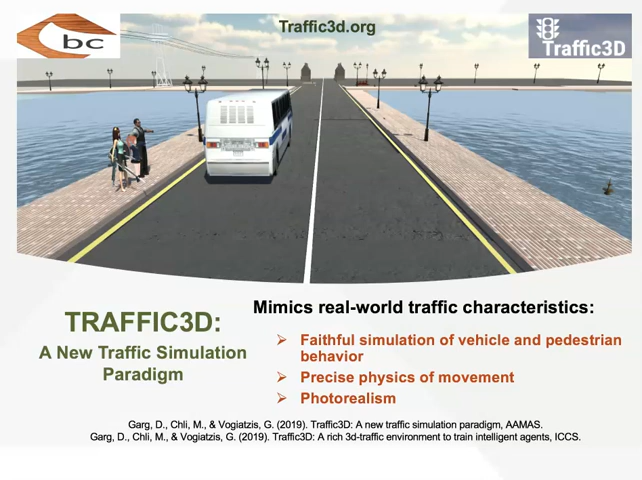 bc
Traffic3d.org
Traffic3D
TRAFFIC3D:
A New Traffic Simulation
Paradigm
Mimics real-world traffic characteristics:
Faithful simulation of vehicle and pedestrian
behavior
Precise physics of movement
Photorealism
Garg, D., Chli, M., & Vogiatzis, G. (2019). Traffic3D: A new traffic simulation paradigm, AAMAS.
Garg, D., Chli, M., & Vogiatzis, G. (2019). Traffic3D: A rich 3d-traffic environment to train intelligent agents, ICCS.